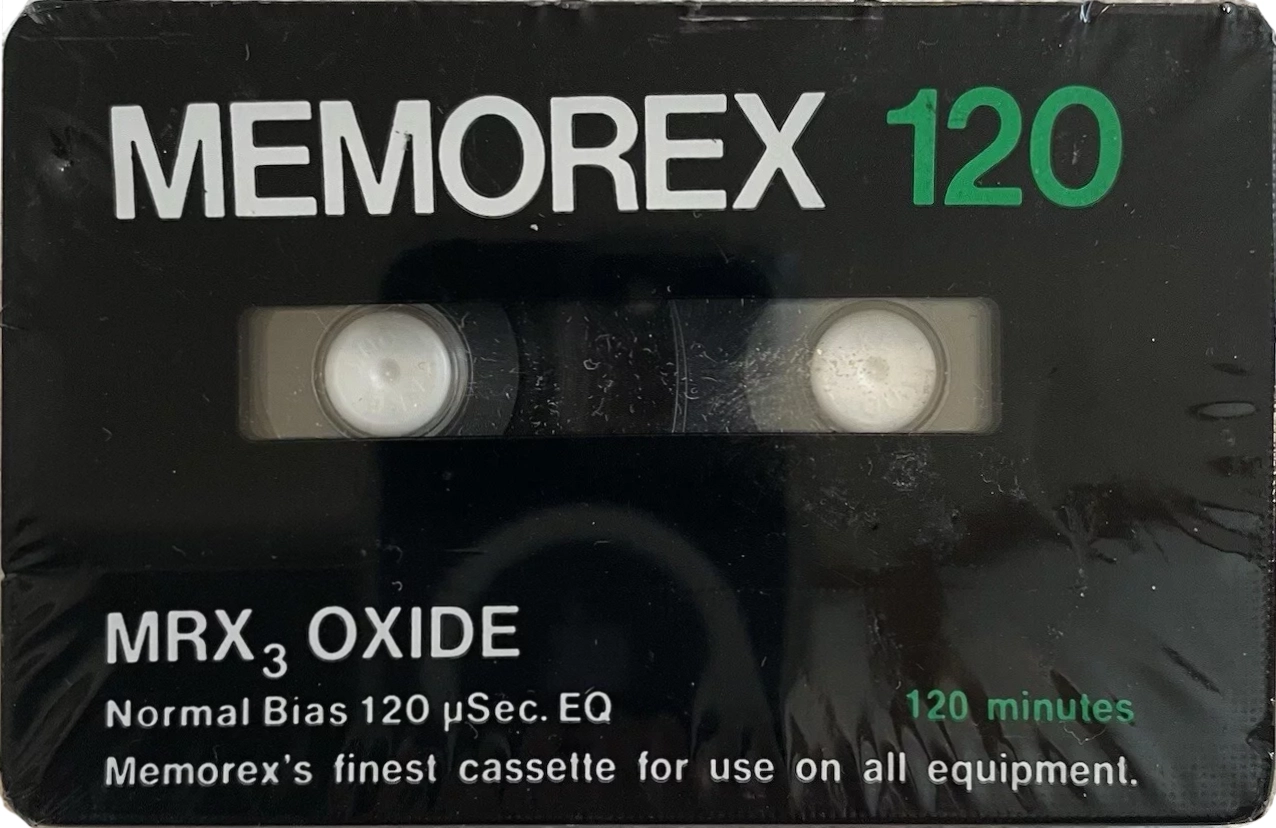 MEMOREX 120
MRX₃ OXIDE
Normal Bias 120 µSec. EQ
120 minutes
Memorex's finest cassette for use on all equipment.